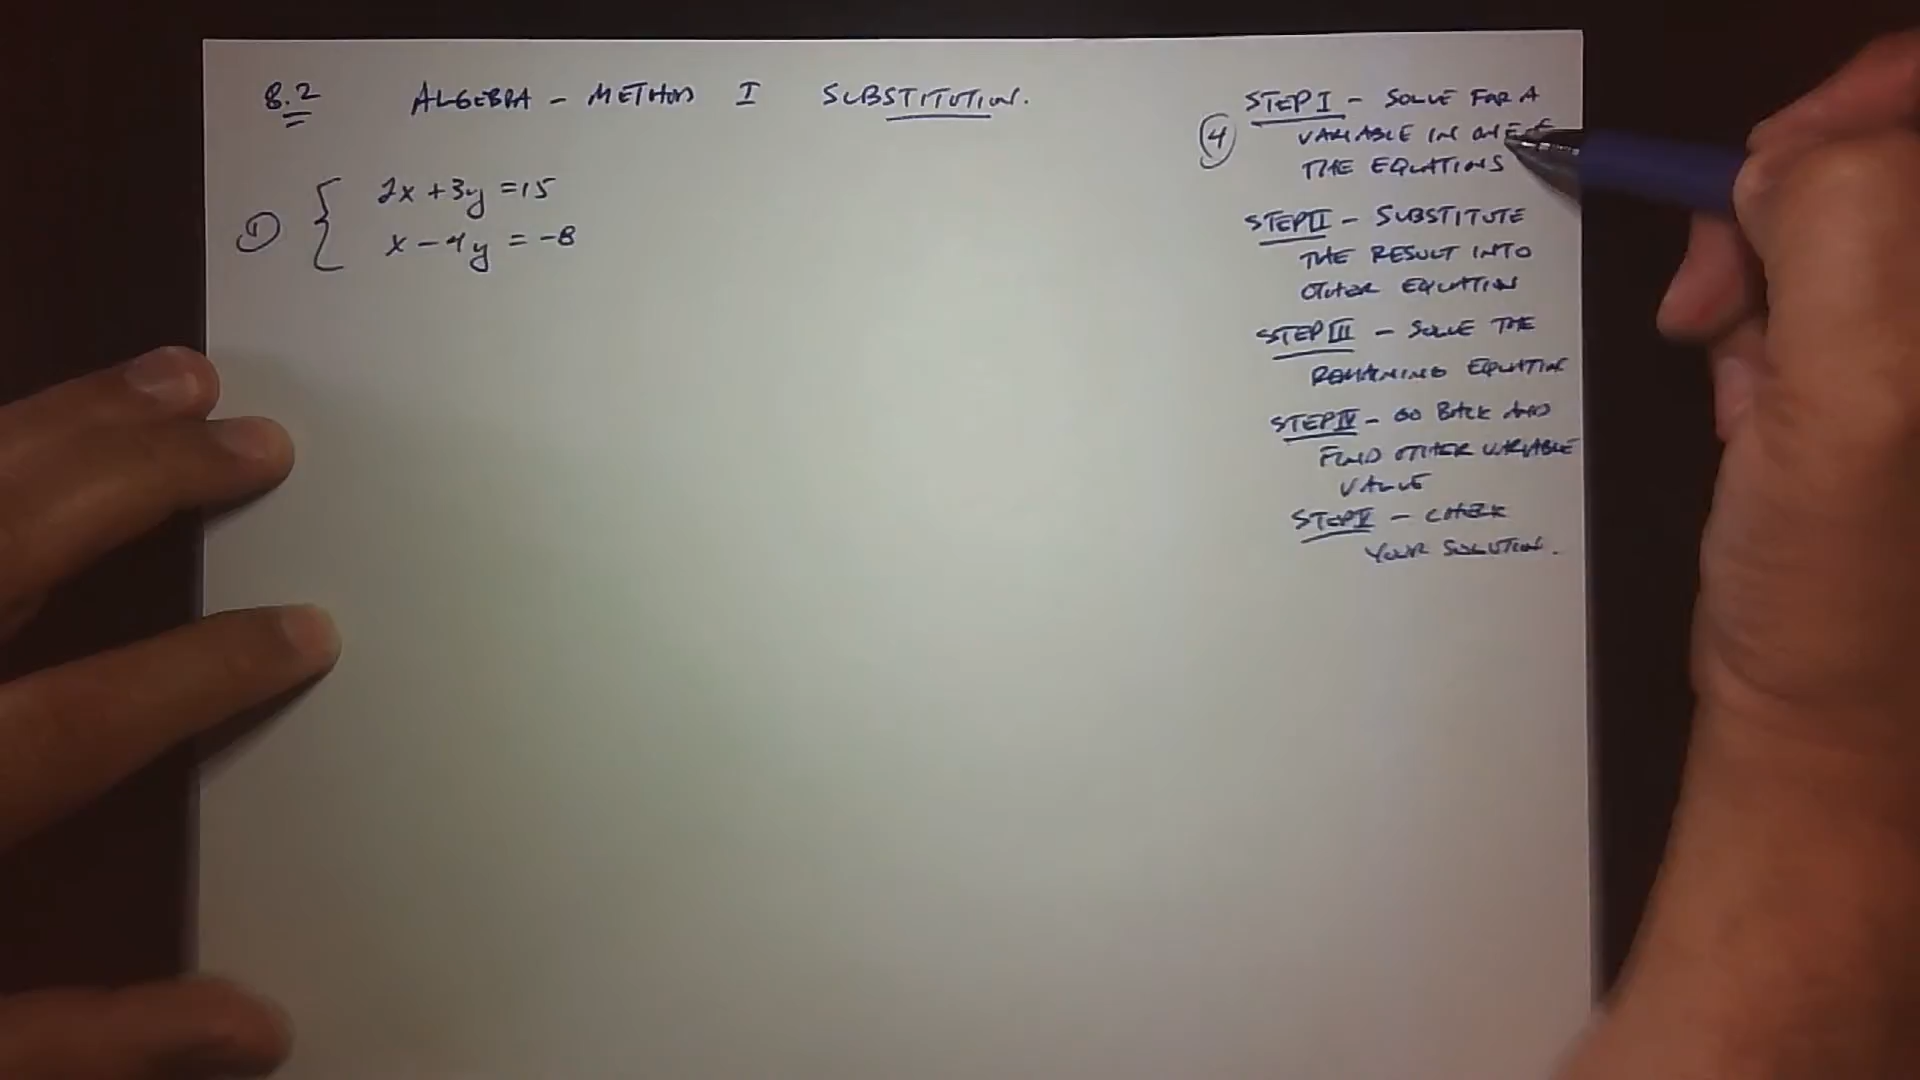 8.2 ALGEBRA - METHOD I SUBSTITUTION.
① { 2x + 3y = 15
x - 4y = -8
④ STEP I - SOLVE FOR A
VARIABLE IN ONE OF
THE EQUATIONS
STEP II - SUBSTITUTE
THE RESULT INTO
OTHER EQUATION
STEP III - SOLVE THE
REMAINING EQUATION
STEP IV - GO BACK AND
FIND OTHER VARIABLE
VALUE
STEP V - CHECK
YOUR SOLUTION.